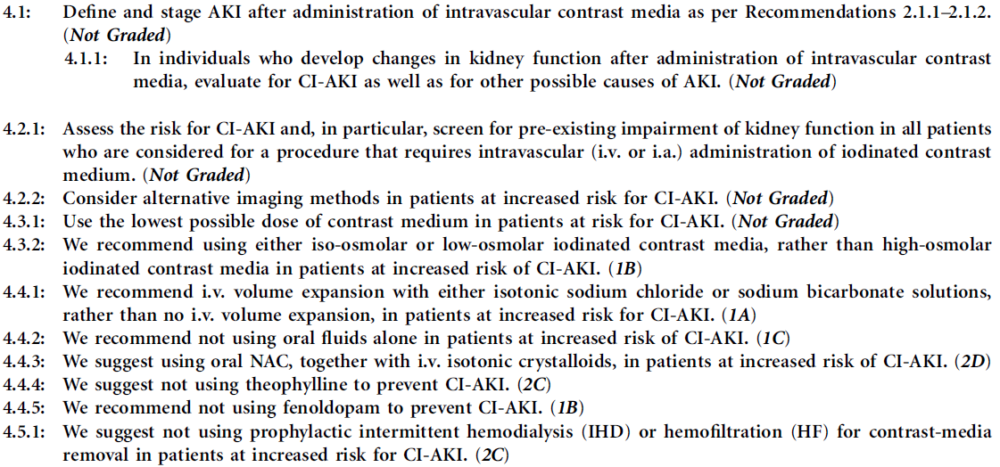 4.1: Define and stage AKI after administration of intravascular contrast media as per Recommendations 2.1.1–2.1.2.
(Not Graded)
4.1.1: In individuals who develop changes in kidney function after administration of intravascular contrast
media, evaluate for CI-AKI as well as for other possible causes of AKI. (Not Graded)
4.2.1: Assess the risk for CI-AKI and, in particular, screen for pre-existing impairment of kidney function in all patients
who are considered for a procedure that requires intravascular (i.v. or i.a.) administration of iodinated contrast
medium. (Not Graded)
4.2.2: Consider alternative imaging methods in patients at increased risk for CI-AKI. (Not Graded)
4.3.1: Use the lowest possible dose of contrast medium in patients at risk for CI-AKI. (Not Graded)
4.3.2: We recommend using either iso-osmolar or low-osmolar iodinated contrast media, rather than high-osmolar
iodinated contrast media in patients at increased risk of CI-AKI. (1B)
4.4.1: We recommend i.v. volume expansion with either isotonic sodium chloride or sodium bicarbonate solutions,
rather than no i.v. volume expansion, in patients at increased risk for CI-AKI. (1A)
4.4.2: We recommend not using oral fluids alone in patients at increased risk of CI-AKI. (1C)
4.4.3: We suggest using oral NAC, together with i.v. isotonic crystalloids, in patients at increased risk of CI-AKI. (2D)
4.4.4: We suggest not using theophylline to prevent CI-AKI. (2C)
4.4.5: We recommend not using fenoldopam to prevent CI-AKI. (1B)
4.5.1: We suggest not using prophylactic intermittent hemodialysis (IHD) or hemofiltration (HF) for contrast-media
removal in patients at increased risk for CI-AKI. (2C)